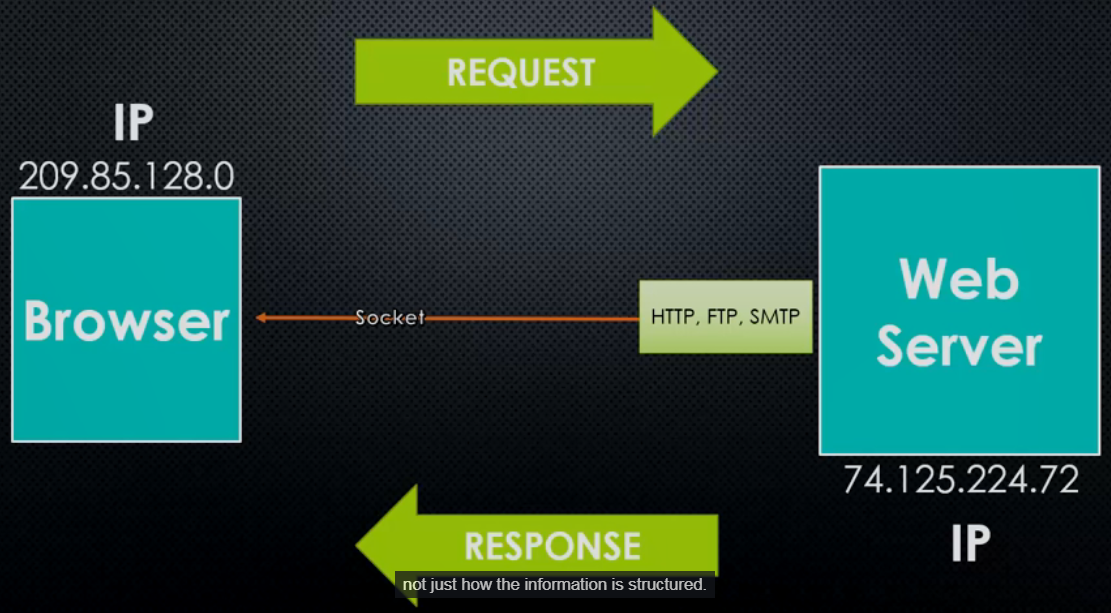 REQUEST
IP
209.85.128.0
Browser
Socket
HTTP, FTP, SMTP
Web
Server
74.125.224.72
IP
RESPONSE
not just how the information is structured.